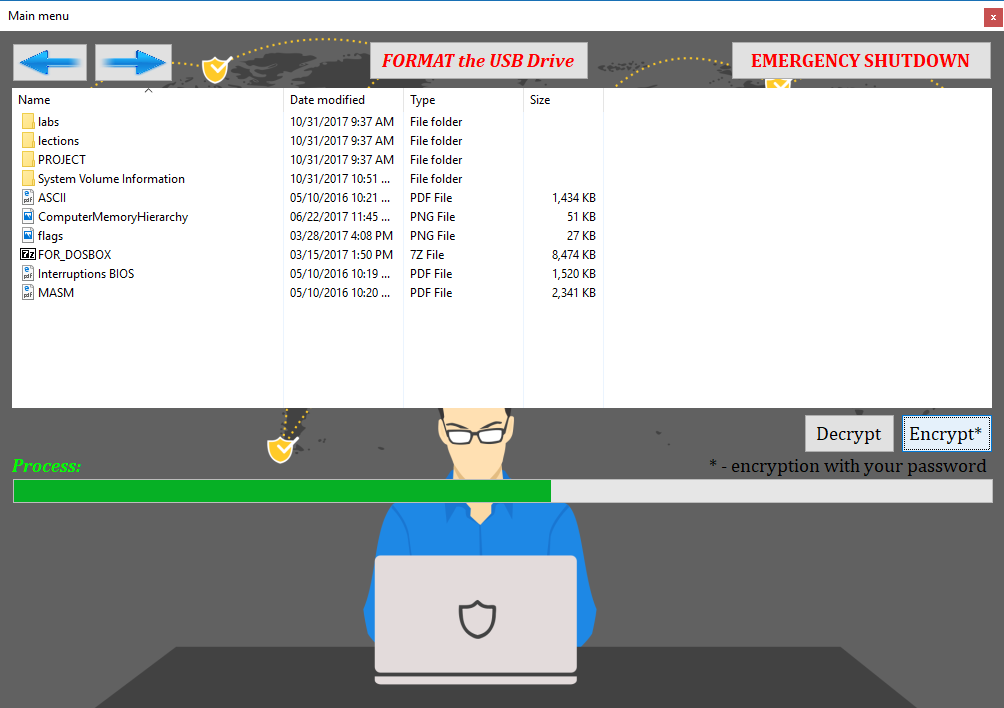 Main menu
x
FORMAT the USB Drive
EMERGENCY SHUTDOWN
Name Date modified Type Size
labs 10/31/2017 9:37 AM File folder
lections 10/31/2017 9:37 AM File folder
PROJECT 10/31/2017 9:37 AM File folder
System Volume Information 10/31/2017 10:51 ... File folder
ASCII 05/10/2016 10:21 ... PDF File 1,434 KB
ComputerMemoryHierarchy 06/22/2017 11:45 ... PNG File 51 KB
flags 03/28/2017 4:08 PM PNG File 27 KB
FOR_DOSBOX 03/15/2017 1:50 PM 7Z File 8,474 KB
Interruptions BIOS 05/10/2016 10:19 ... PDF File 1,520 KB
MASM 05/10/2016 10:20 ... PDF File 2,341 KB
Decrypt Encrypt*
Process:
* - encryption with your password